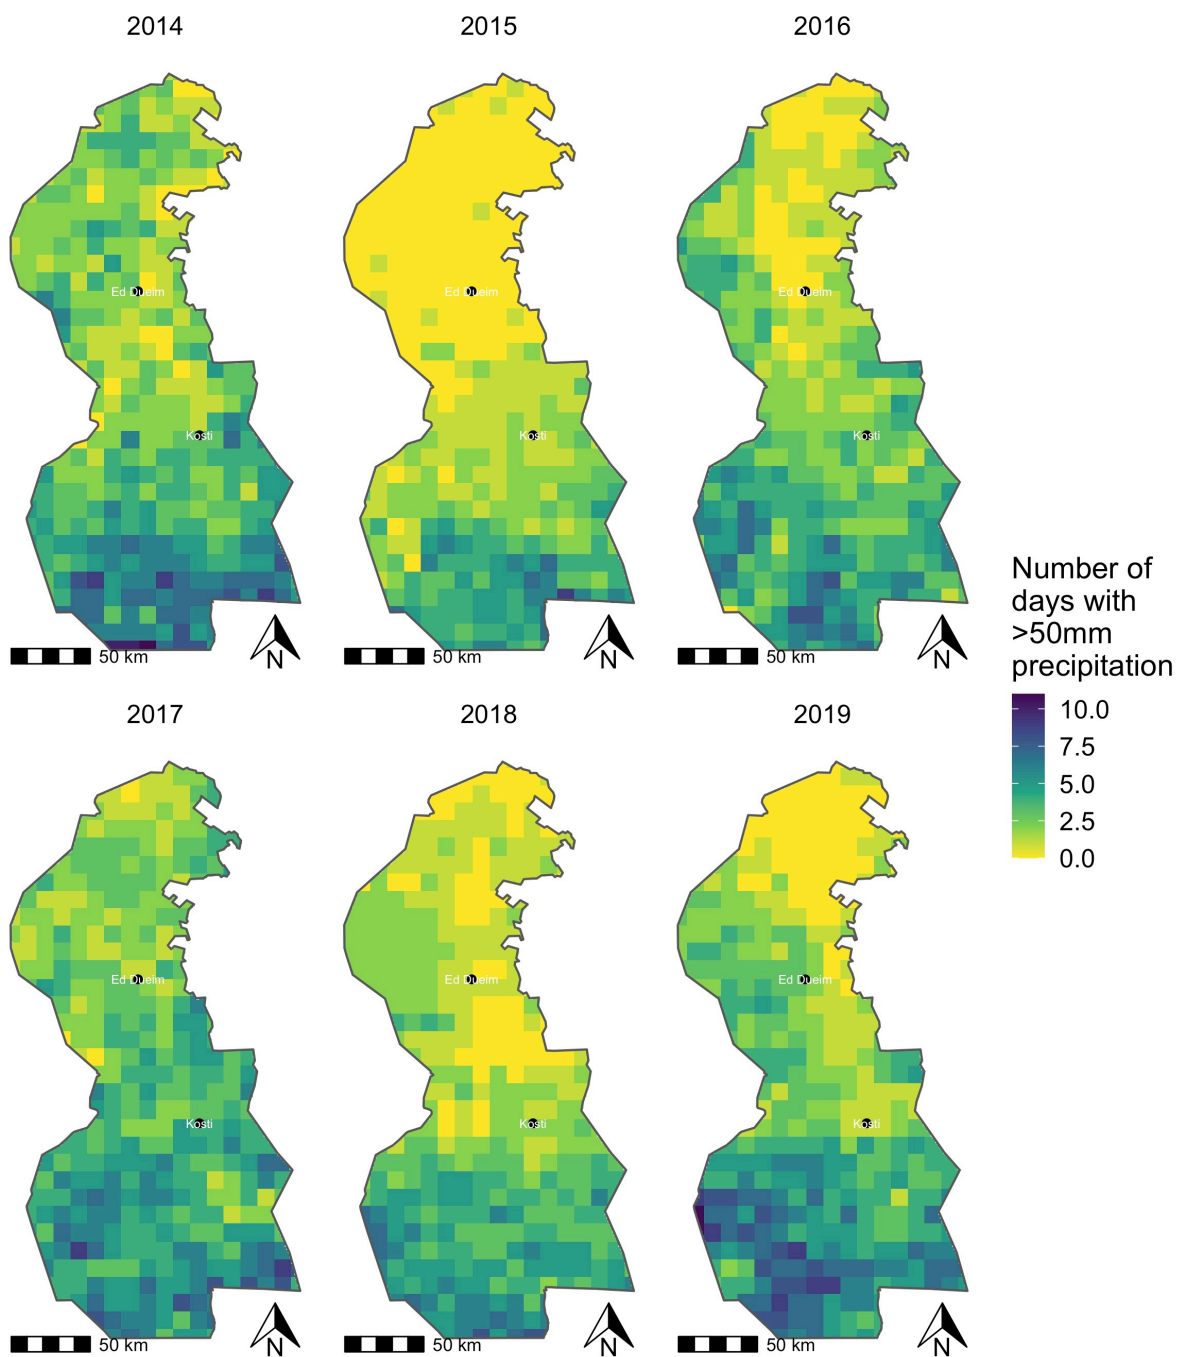 2014
2015
2016
Ed Dueim
Ed Dueim
Ed Dueim
Kosti
Kosti
Kosti
50 km
N
50 km
N
50 km
N
Number of
days with
>50mm
precipitation
10.0
7.5
5.0
2.5
0.0
2017
2018
2019
Ed Dueim
Ed Dueim
Ed Dueim
Kosti
Kosti
Kosti
50 km
N
50 km
N
50 km
N